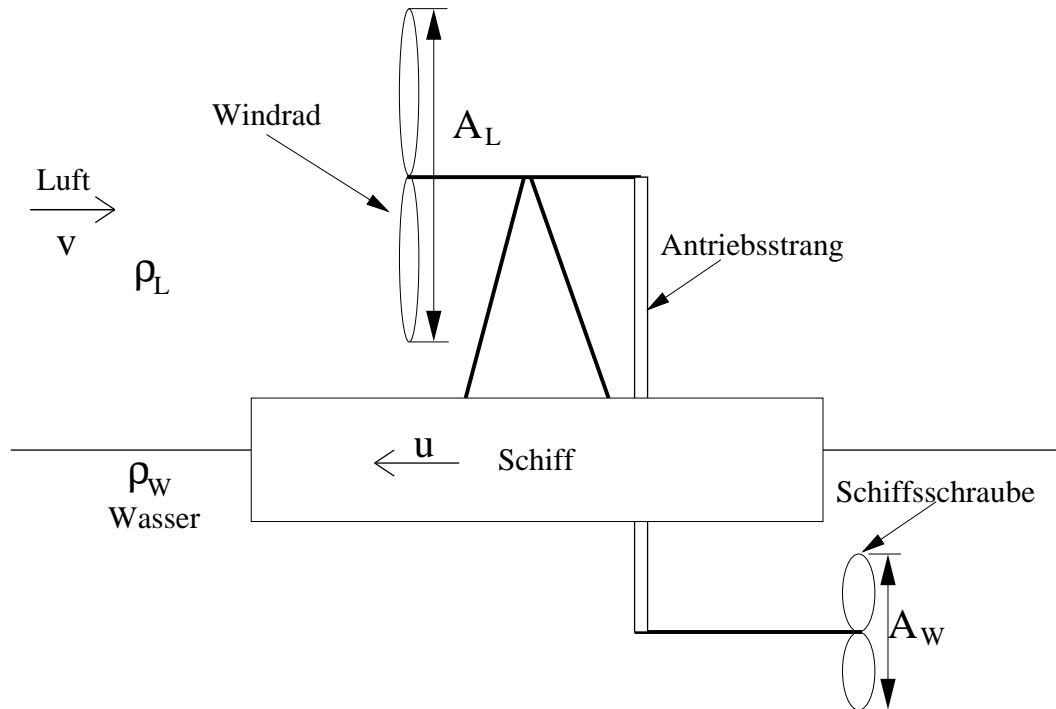 Windrad
A_L
Luft
v
ρ_L
Antriebsstrang
u
Schiff
ρ_W
Wasser
Schiffsschraube
A_W